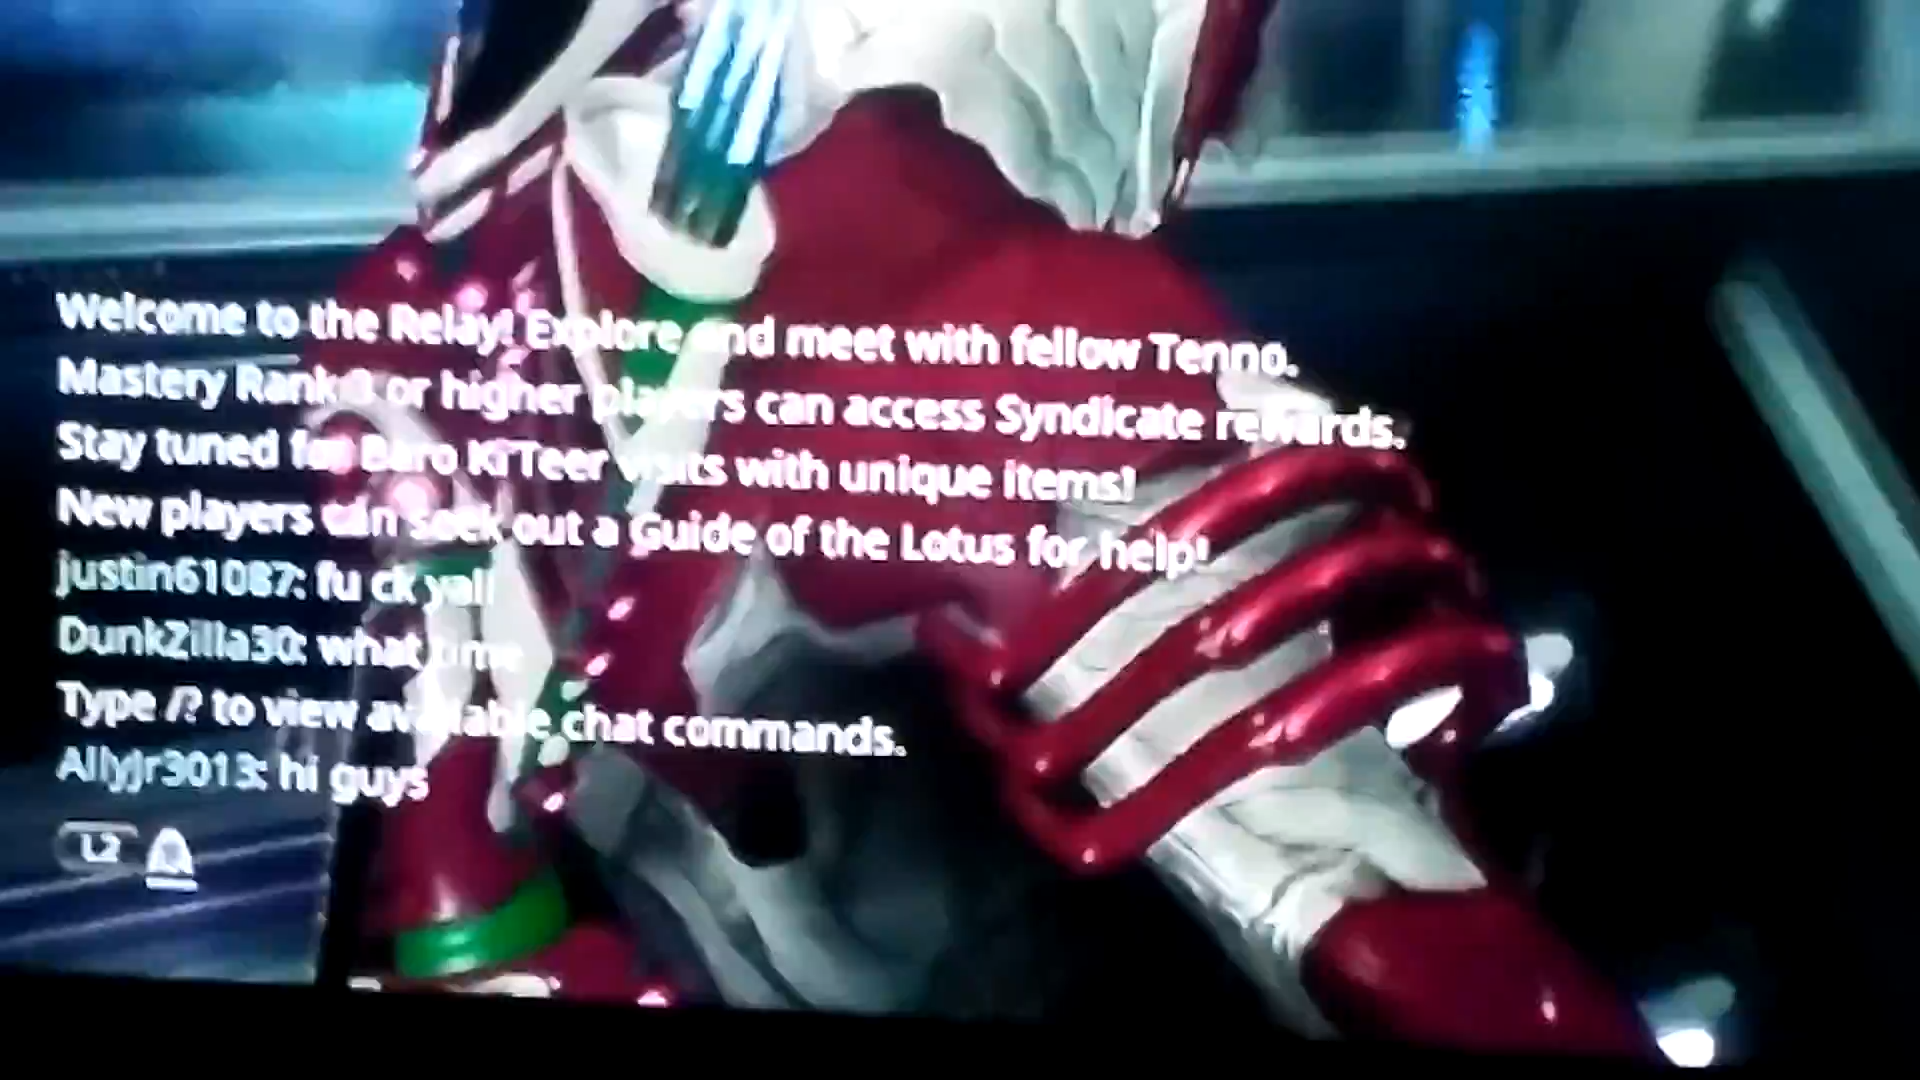 Welcome to the Relay! Explore and meet with fellow Tenno.
Mastery Rank 3 or higher players can access Syndicate rewards.
Stay tuned for Baro Ki'Teer visits with unique items!
New players can seek out a Guide of the Lotus for help!
justin61087: fu ck yall
DunkZilla30: what time
Type /? to view available chat commands.
AllyJr3013: hi guys
L2